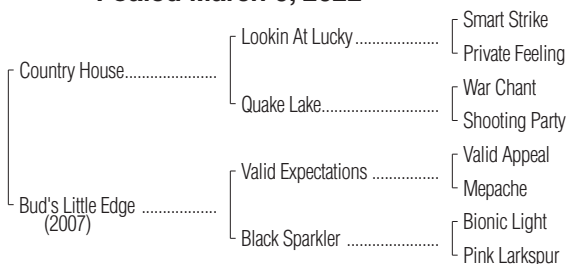 Foaled March 2022
Smart Strike
Lookin At Lucky
Private Feeling
Country House
War Chant
Quake Lake
Shooting Party
Valid Appeal
Valid Expectations
Mepache
Bud's Little Edge
(2007)
Bionic Light
Black Sparkler
Pink Larkspur